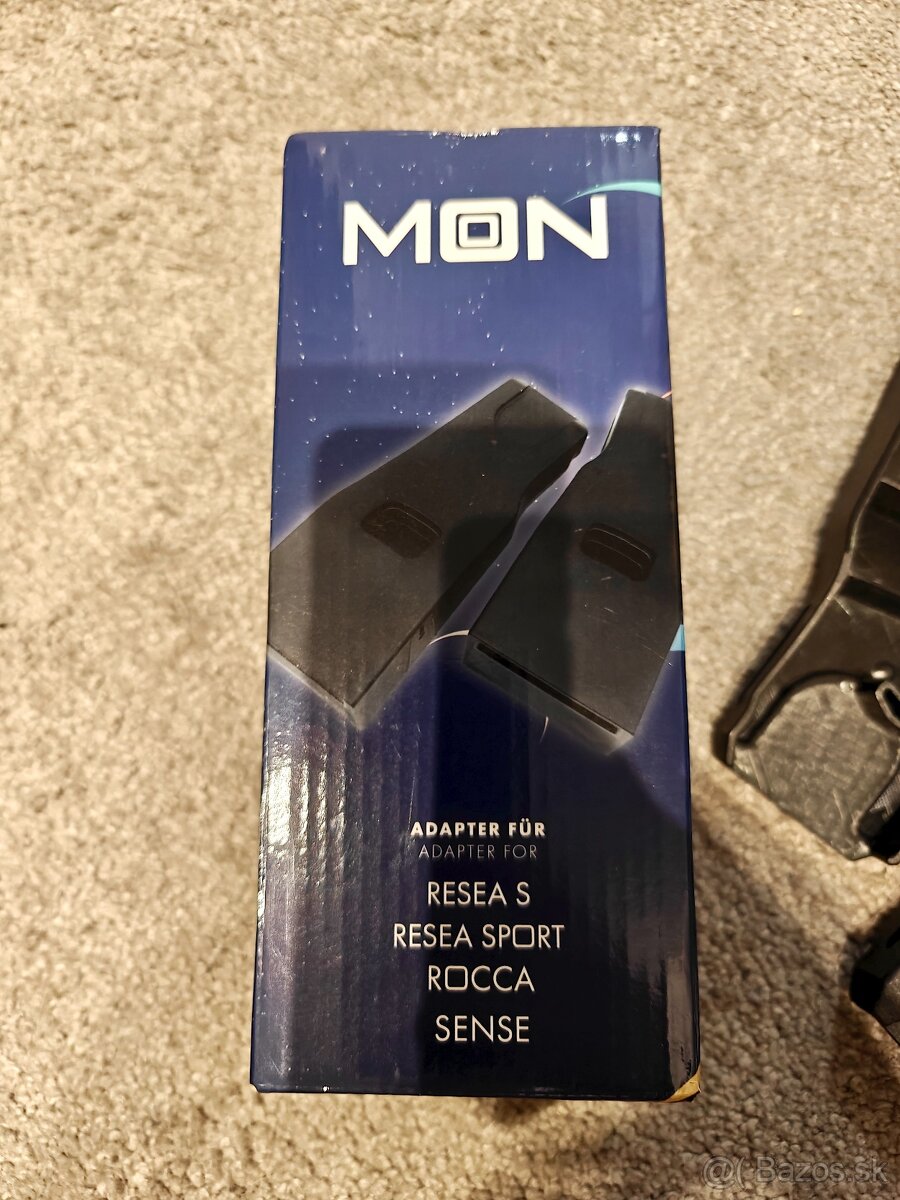 MON
ADAPTER FÜR
ADAPTER FOR
RESEA S
RESEA SPORT
ROCCA
SENSE
@( Bazos.sk